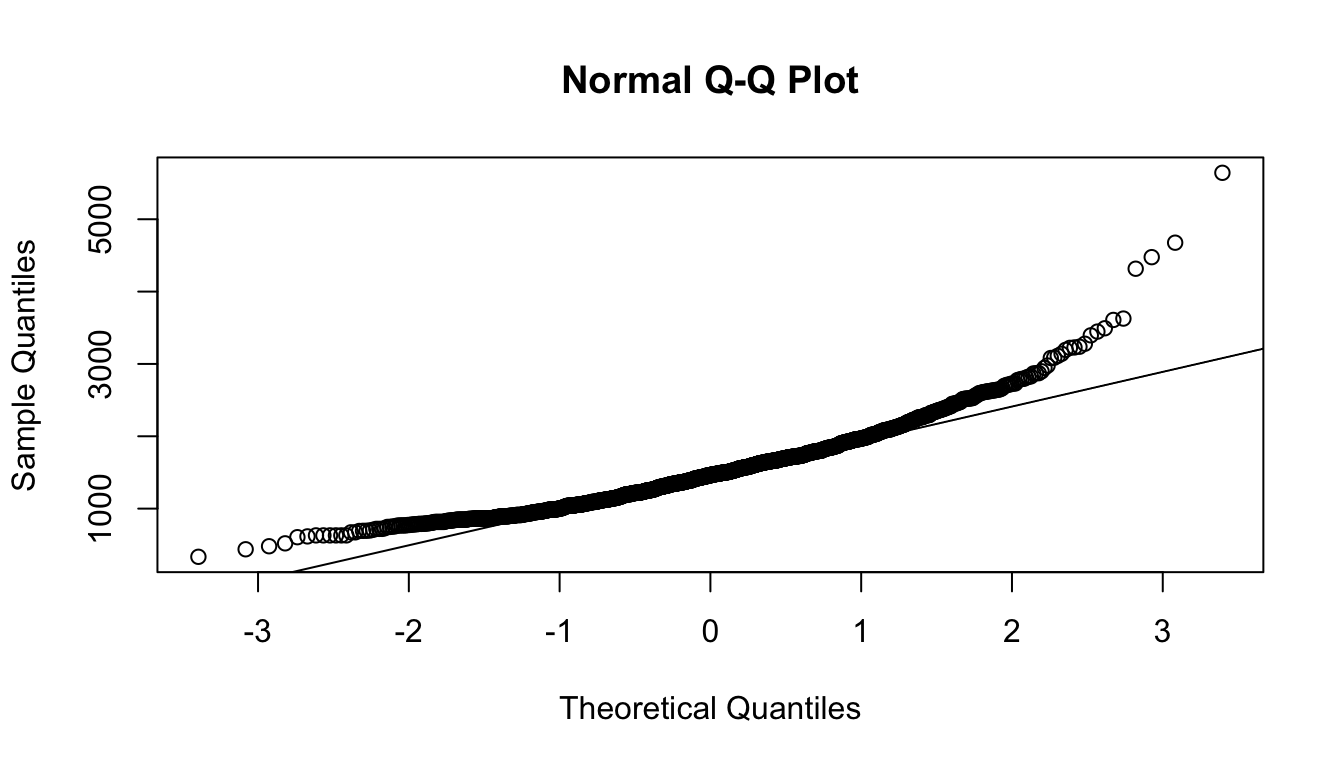 Normal Q-Q Plot
Sample Quantiles
5000
3000
1000
-3 -2 -1 0 1 2 3
Theoretical Quantiles